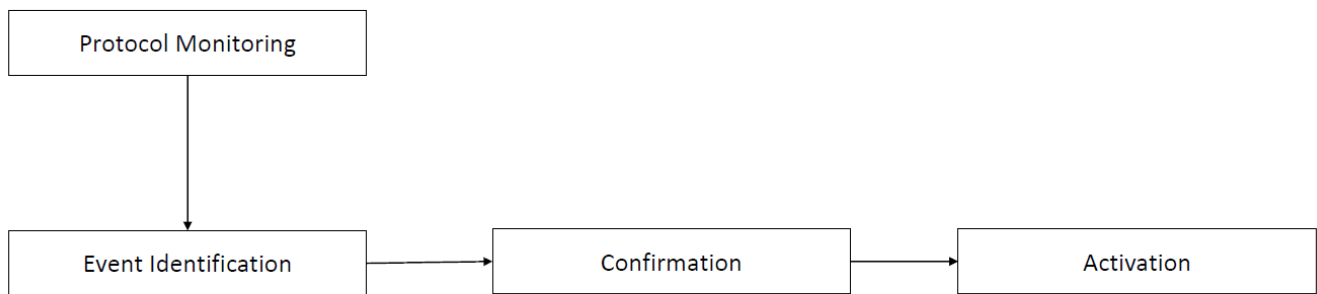 Protocol Monitoring
Event Identification
Confirmation
Activation